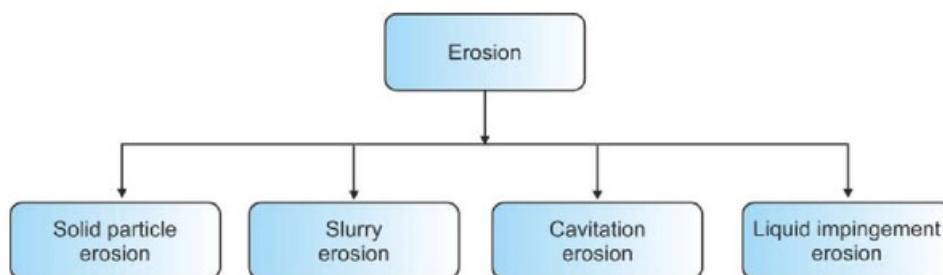 Erosion
Solid particle
erosion
Slurry
erosion
Cavitation
erosion
Liquid impingement
erosion